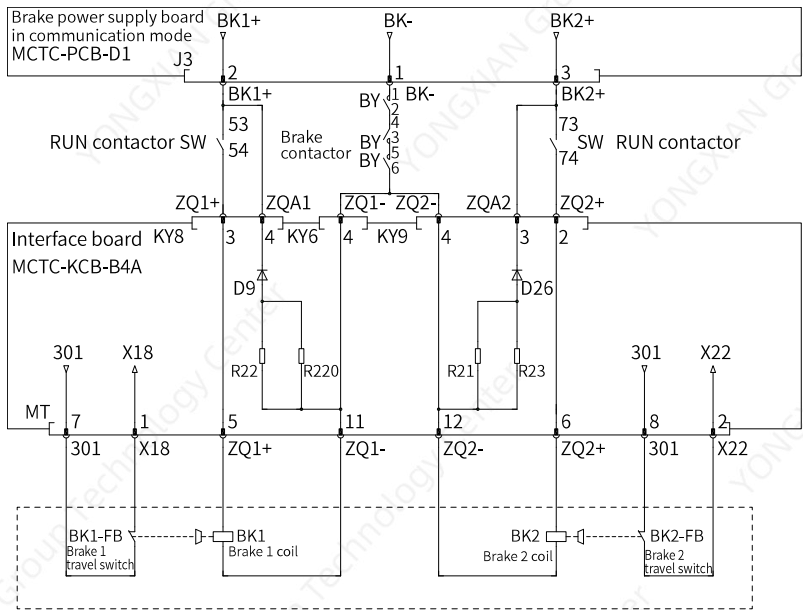 Brake power supply board
in communication mode
MCTC-PCB-D1
BK1+
BK-
BK2+
J3
2
1
3
BK1+
BY
1
BK-
BK2+
2
53
4
73
RUN contactor SW
Brake
contactor
BY
3
SW RUN contactor
54
BY
5
74
6
ZQ1+
ZQA1
ZQ1-
ZQ2-
ZQA2
ZQ2+
KY8
3
4
KY6
4
KY9
4
3
2
Interface board
MCTC-KCB-B4A
D9
D26
301
X18
R22
R220
R21
R23
301
X22
MT
7
1
5
11
12
6
8
2
301
X18
ZQ1+
ZQ1-
ZQ2-
ZQ2+
301
X22
BK1-FB
Brake 1
travel switch
BK1
Brake 1 coil
BK2
Brake 2 coil
BK2-FB
Brake 2
travel switch
YONGXIAN Group Technology Center